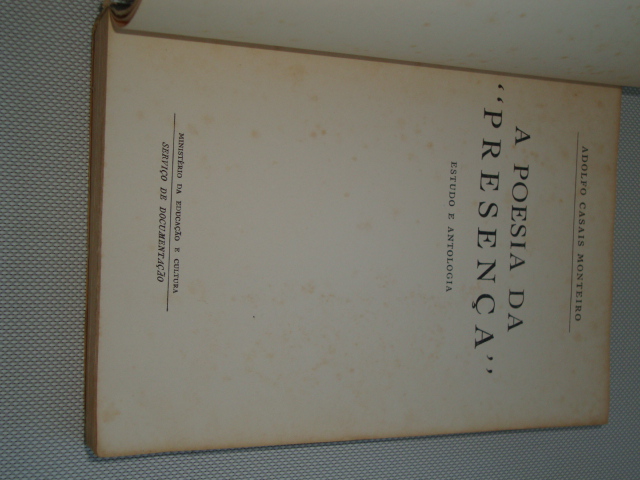 ADOLFO CASAIS MONTEIRO
A POESIA DA
“PRESENÇA”
ESTUDO E ANTOLOGIA
MINISTÉRIO DA EDUCAÇÃO E CULTURA
SERVIÇO DE DOCUMENTAÇÃO